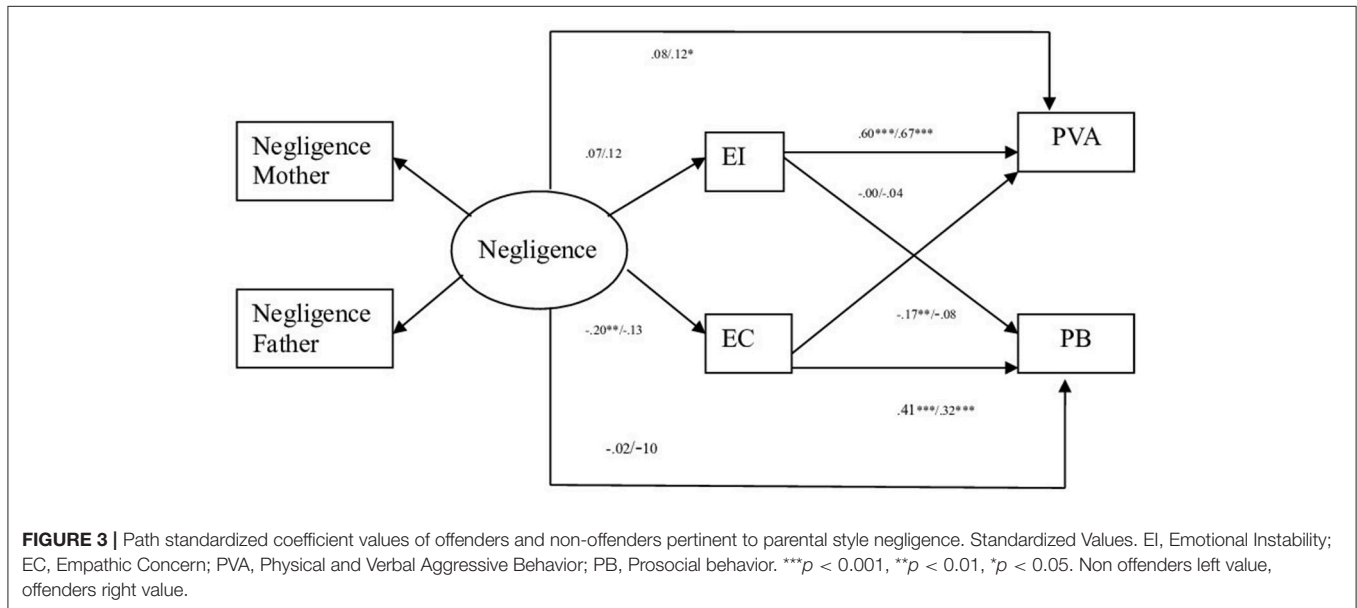 .08/.12*
Negligence
Mother
.07/.12
EI
.60***/.67***
PVA
-.00/-.04
Negligence
Negligence
Father
-.20**/-.13
EC
-.17**/-.08
PB
.41***/.32***
-.02/-10
FIGURE 3 | Path standardized coefficient values of offenders and non-offenders pertinent to parental style negligence. Standardized Values. EI, Emotional Instability;
EC, Empathic Concern; PVA, Physical and Verbal Aggressive Behavior; PB, Prosocial behavior. ***p < 0.001, **p < 0.01, *p < 0.05. Non offenders left value,
offenders right value.